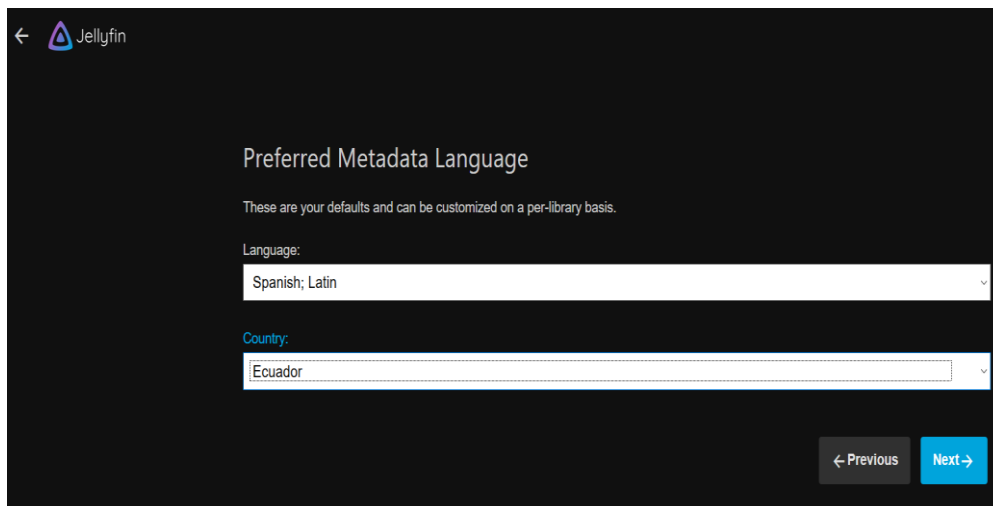 Jellyfin
Preferred Metadata Language
These are your defaults and can be customized on a per-library basis.
Language:
Spanish; Latin
Country:
Ecuador
Previous
Next